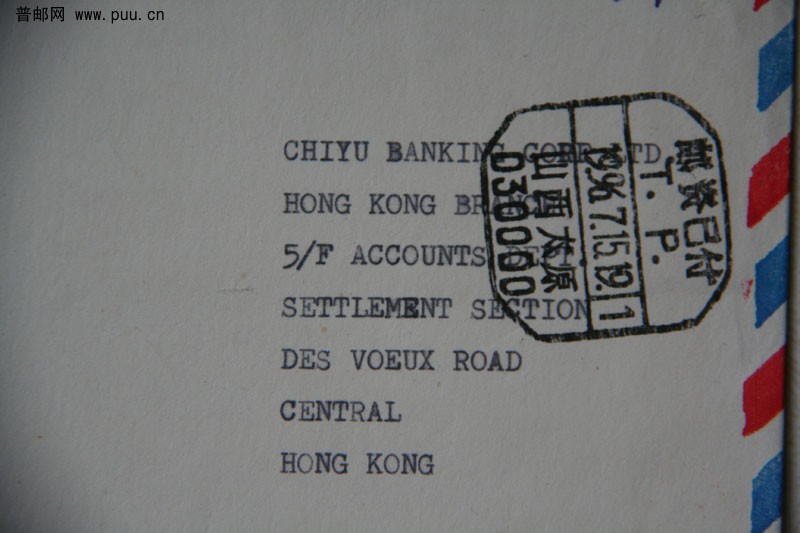 普邮网 www.puu.cn
CHIYU BANKING CORP LTD
HONG KONG BRANCH
5/F ACCOUNTS DEPT.
SETTLEMENT SECTION
DES VOEUX ROAD
CENTRAL
HONG KONG
邮资已付
T. P.
1996.7.15.19. 1
山西太原
030000